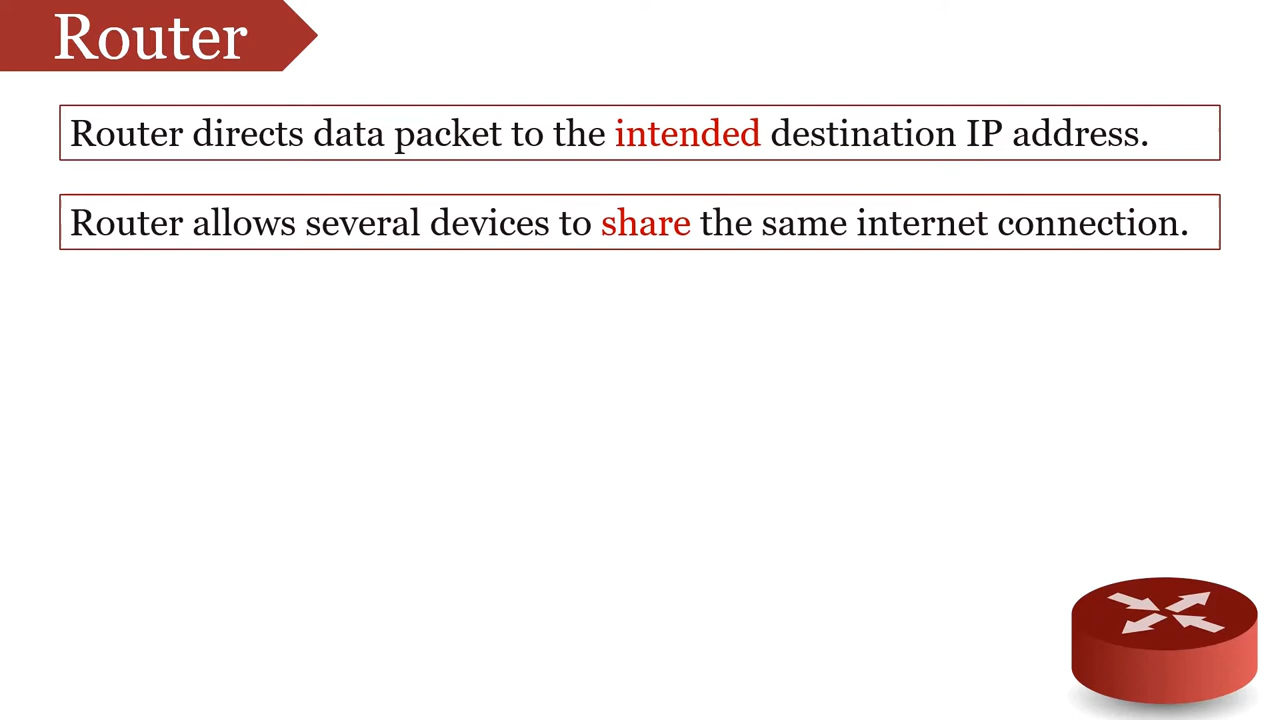 Router
Router directs data packet to the intended destination IP address.
Router allows several devices to share the same internet connection.